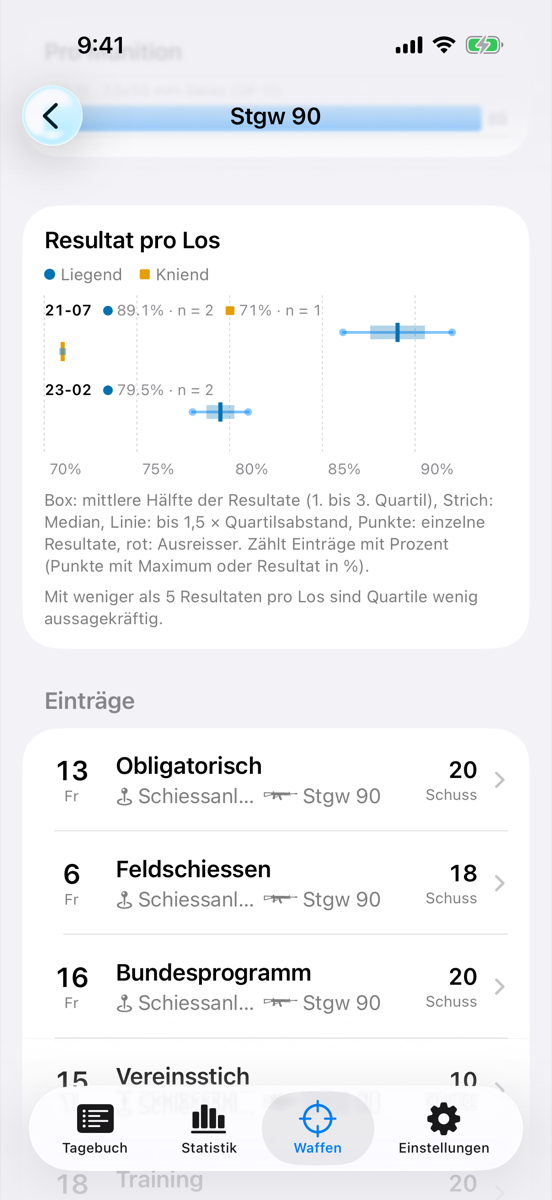 9:41
Pro Munition
Stgw 90
Resultat pro Los
Liegend Kniend
21-07 89.1% · n = 2 71% · n = 1
23-02 79.5% · n = 2
70% 75% 80% 85% 90%
Box: mittlere Hälfte der Resultate (1. bis 3. Quartil), Strich:
Median, Linie: bis 1,5 × Quartilsabstand, Punkte: einzelne
Resultate, rot: Ausreisser. Zählt Einträge mit Prozent
(Punkte mit Maximum oder Resultat in %).
Mit weniger als 5 Resultaten pro Los sind Quartile wenig
aussagekräftig.
Einträge
13 Obligatorisch 20
Fr Schiessanl... Stgw 90 Schuss
6 Feldschiessen 18
Fr Schiessanl... Stgw 90 Schuss
16 Bundesprogramm 20
Fr Schiessanl... Stgw 90 Schuss
15 Vereinsstich 10
Tagebuch Statistik Waffen Einstellungen
18 Training 20